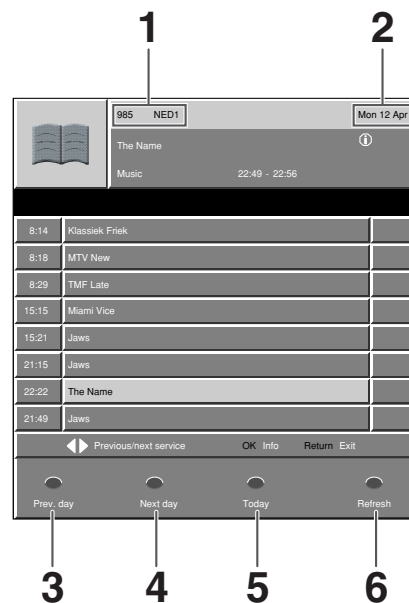 1 2
985 NED1 Mon 12 Apr
The Name
Music 22:49 - 22:56
8:14 Klassiek Friek
8:18 MTV New
8:29 TMF Late
15:15 Miami Vice
15:21 Jaws
21:15 Jaws
22:22 The Name
21:49 Jaws
Previous/next service OK Info Return Exit
Prev. day Next day Today Refresh
3 4 5 6